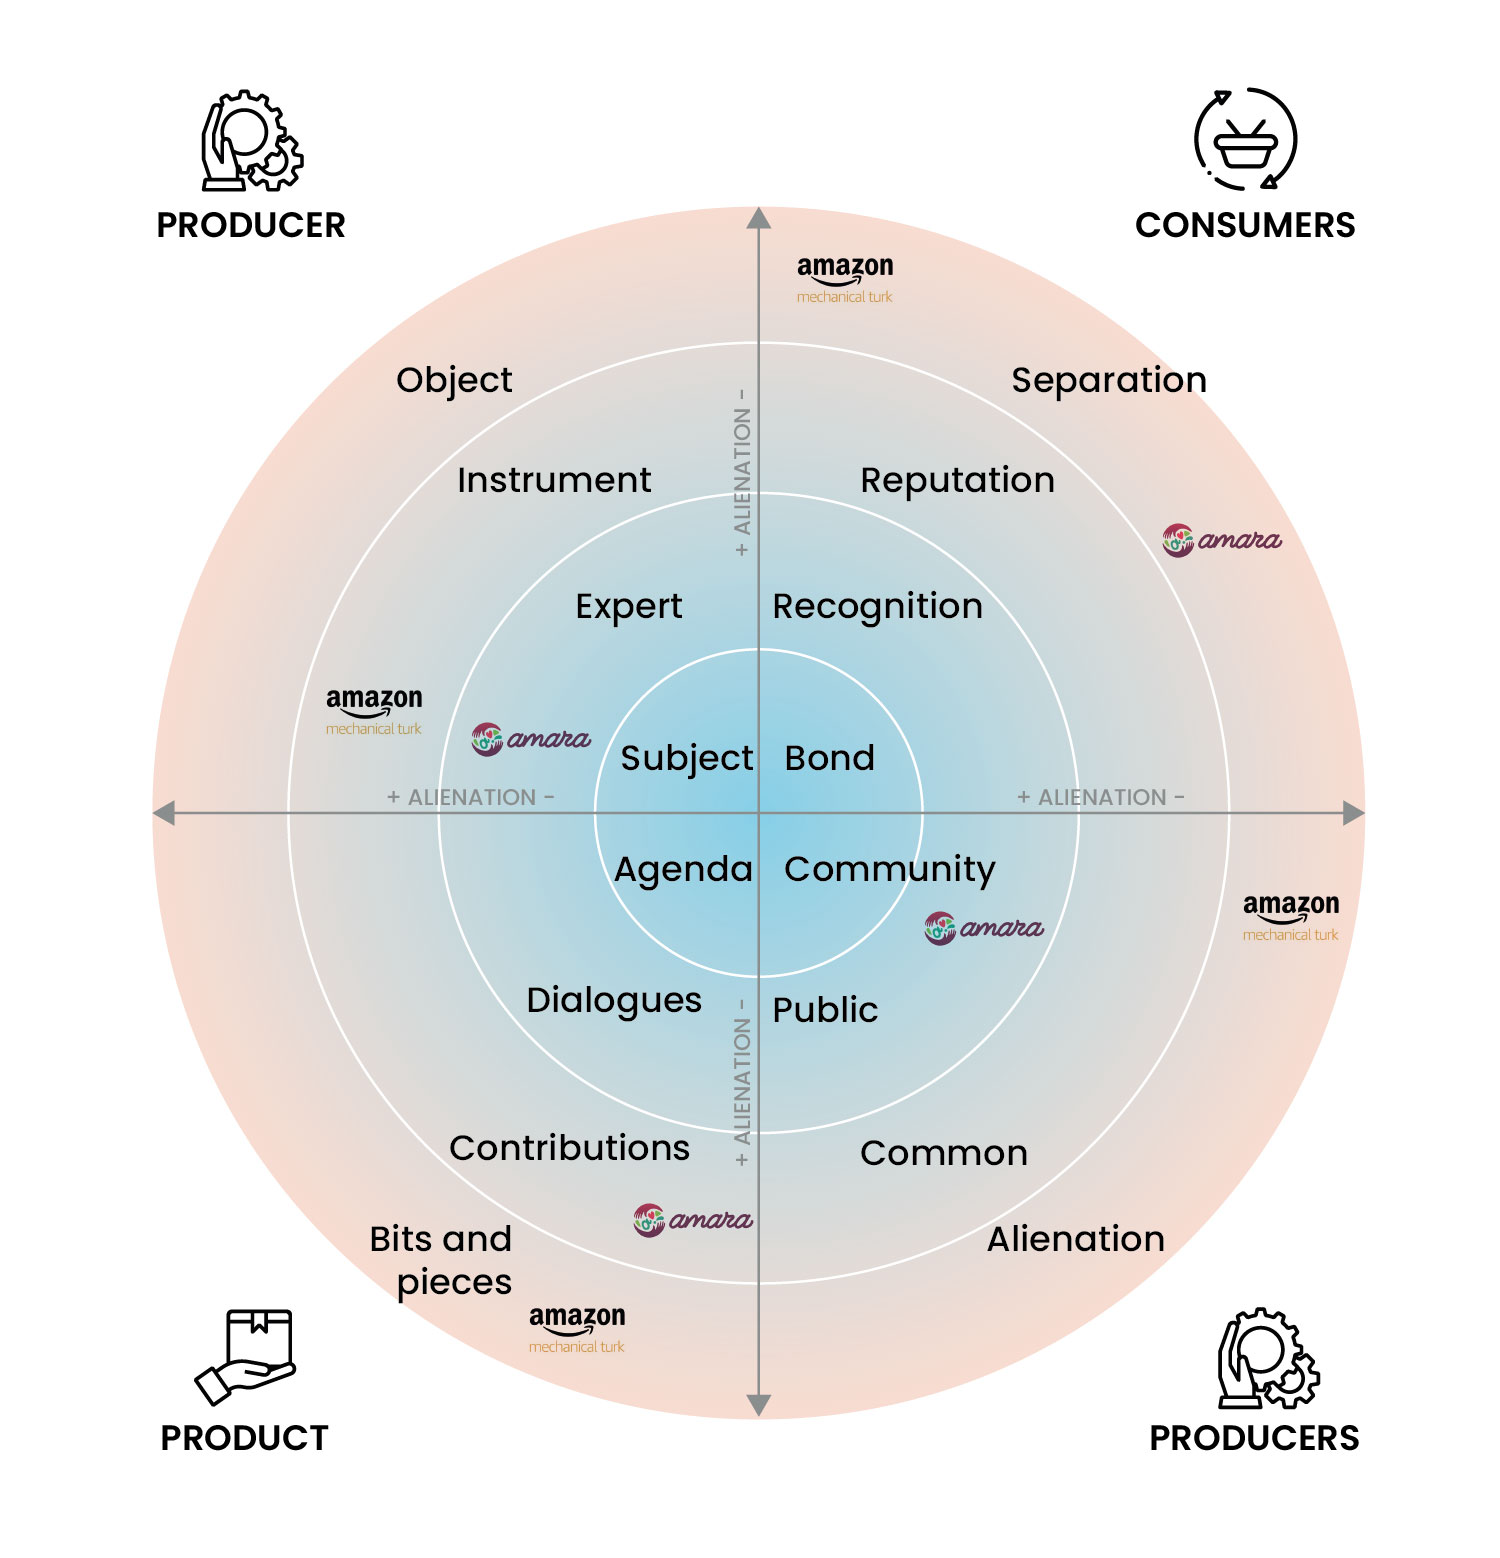 PRODUCER
CONSUMERS
amazon
mechanical turk
Object
Separation
+ ALIENATION -
Instrument
Reputation
amara
Expert
Recognition
amazon
mechanical turk
amara
Subject
Bond
+ ALIENATION -
+ ALIENATION -
Agenda
Community
amazon
mechanical turk
amara
Dialogues
Public
+ ALIENATION -
Contributions
Common
amara
Bits and
pieces
Alienation
amazon
mechanical turk
PRODUCT
PRODUCERS